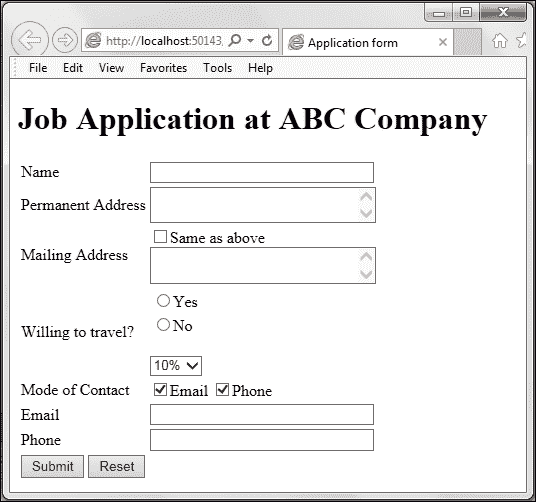 http://localhost:50143,
Application form
File Edit View Favorites Tools Help
Job Application at ABC Company
Name
Permanent Address
Same as above
Mailing Address
Yes
No
Willing to travel?
10%
Mode of Contact Email Phone
Email
Phone
Submit Reset